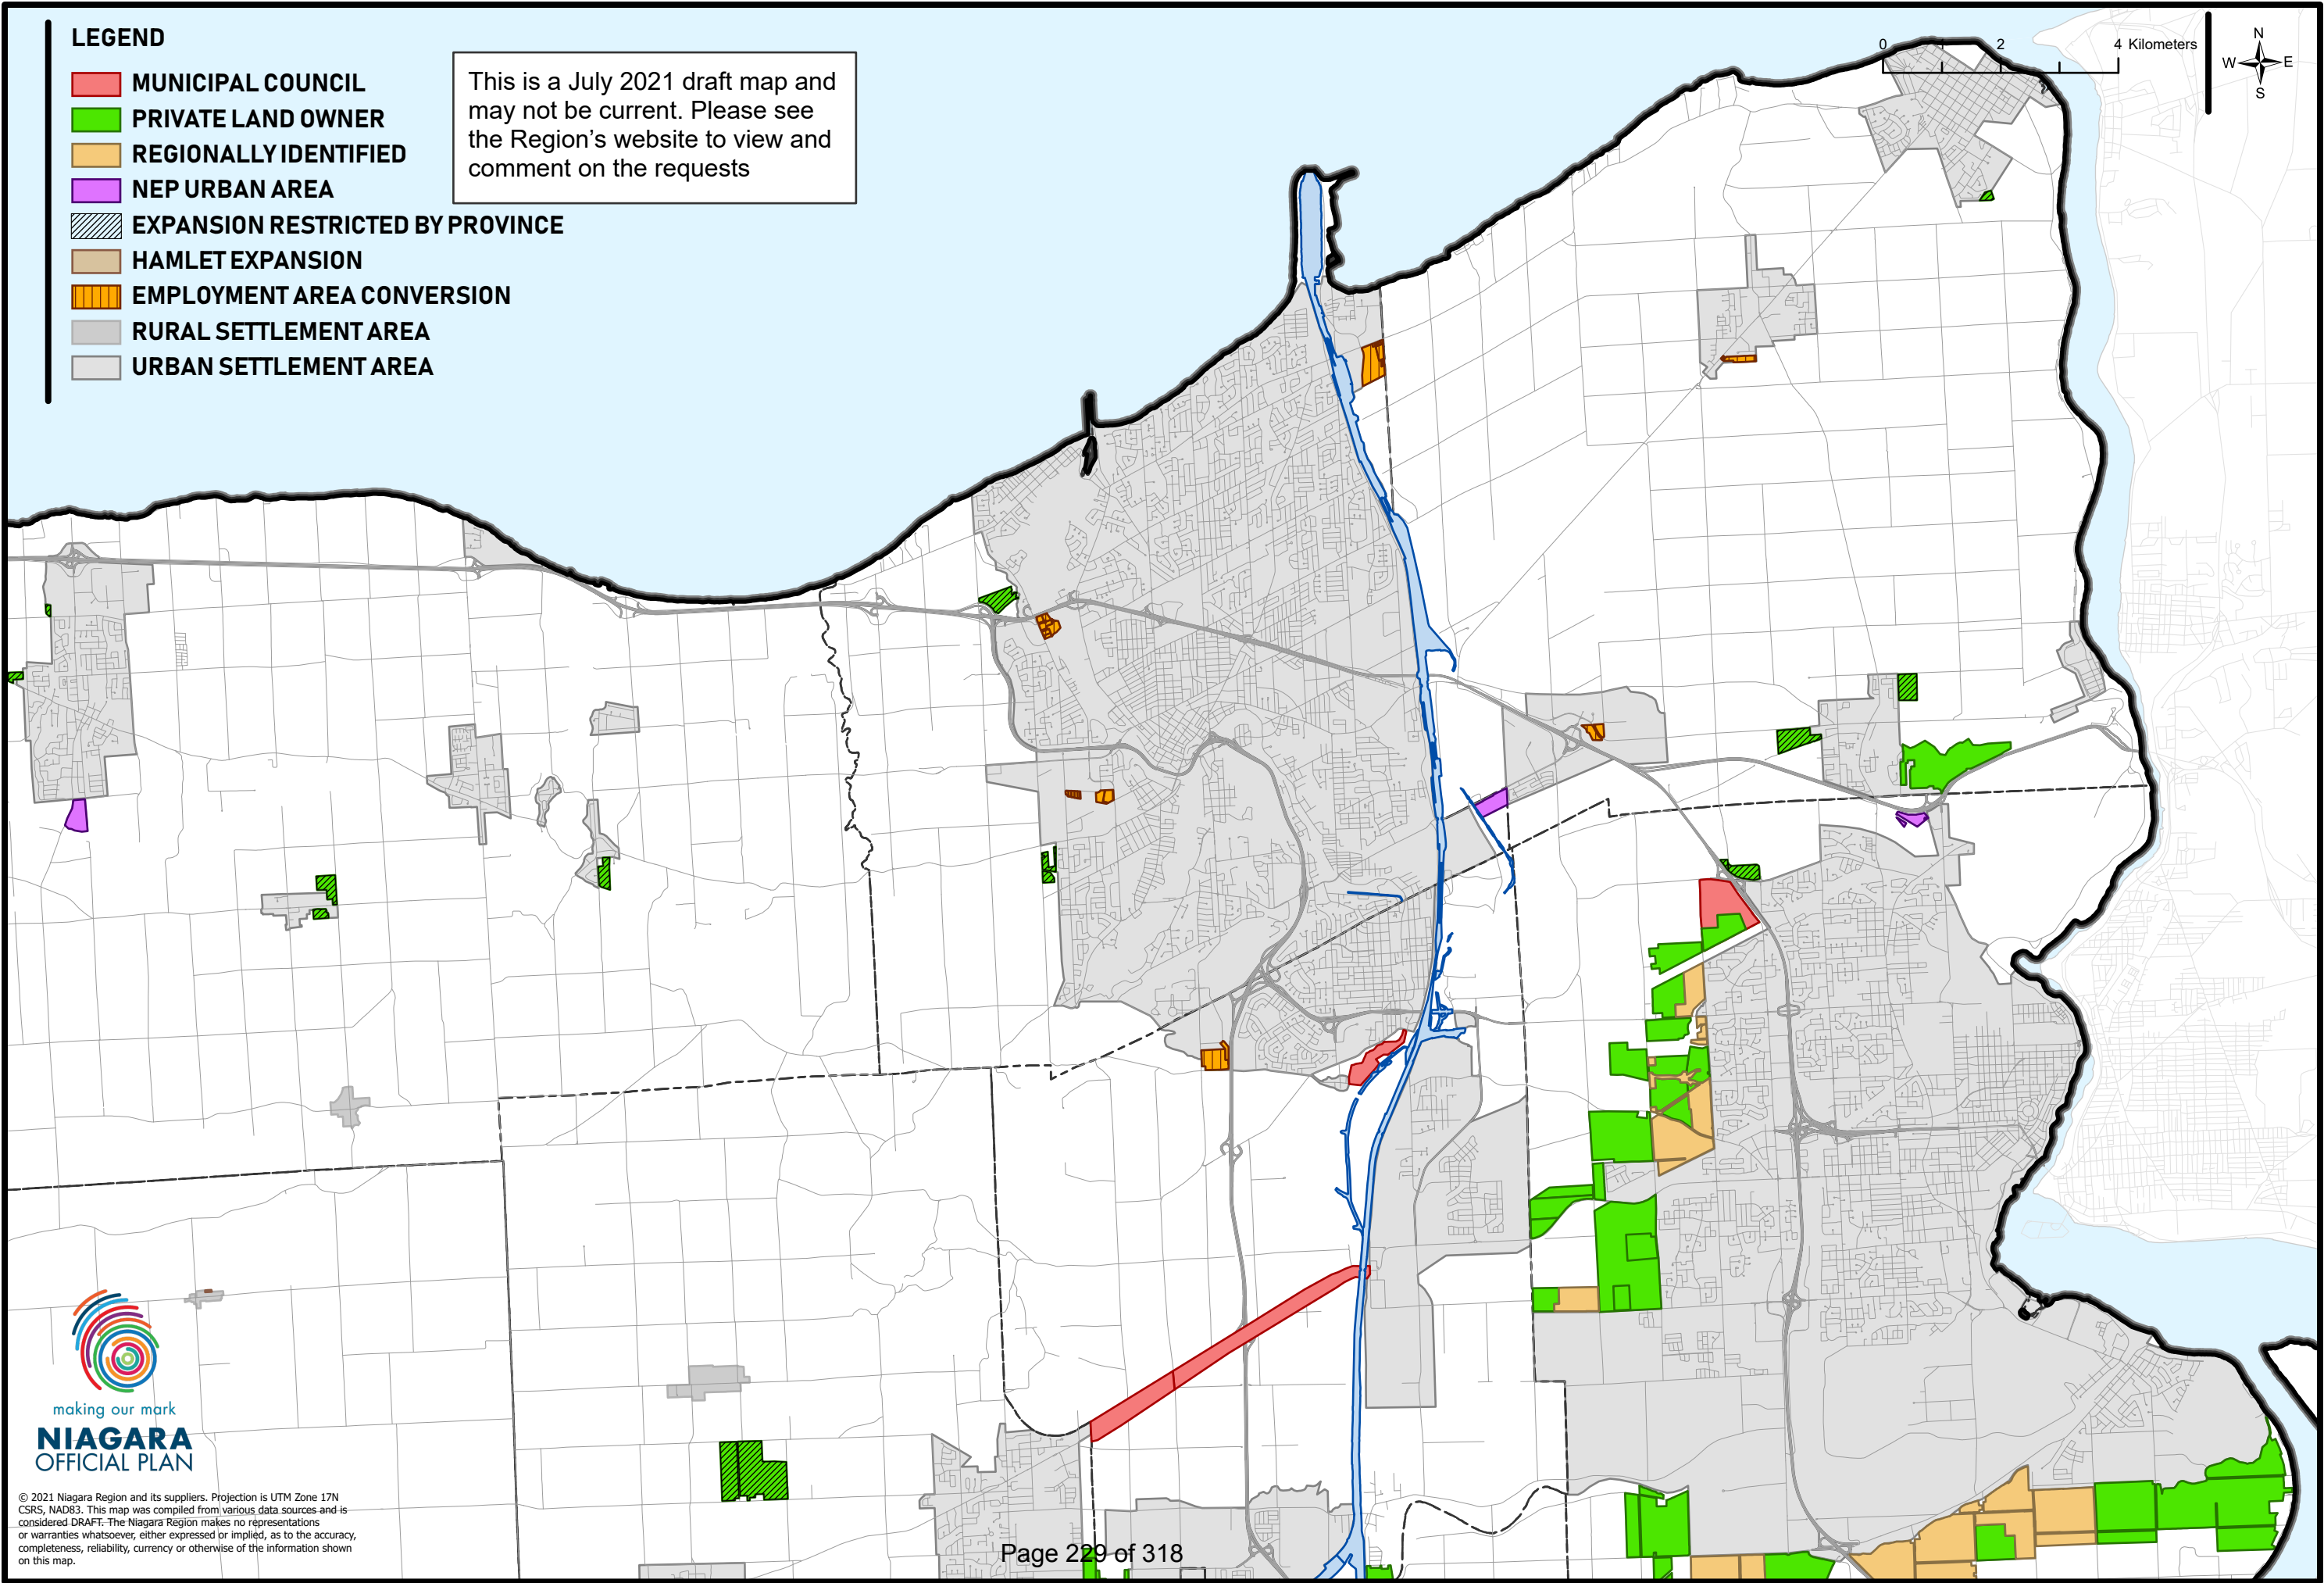 LEGEND
MUNICIPAL COUNCIL
PRIVATE LAND OWNER
REGIONALLY IDENTIFIED
NEP URBAN AREA
EXPANSION RESTRICTED BY PROVINCE
HAMLET EXPANSION
EMPLOYMENT AREA CONVERSION
RURAL SETTLEMENT AREA
URBAN SETTLEMENT AREA
This is a July 2021 draft map and
may not be current. Please see
the Region's website to view and
comment on the requests
0 2 4 Kilometers
N
W E
S
making our mark
NIAGARA
OFFICIAL PLAN
© 2021 Niagara Region and its suppliers. Projection is UTM Zone 17N
CSRS, NAD83. This map was compiled from various data sources and is
considered DRAFT. The Niagara Region makes no representations
or warranties whatsoever, either expressed or implied, as to the accuracy,
completeness, reliability, currency or otherwise of the information shown
on this map.
Page 229 of 318